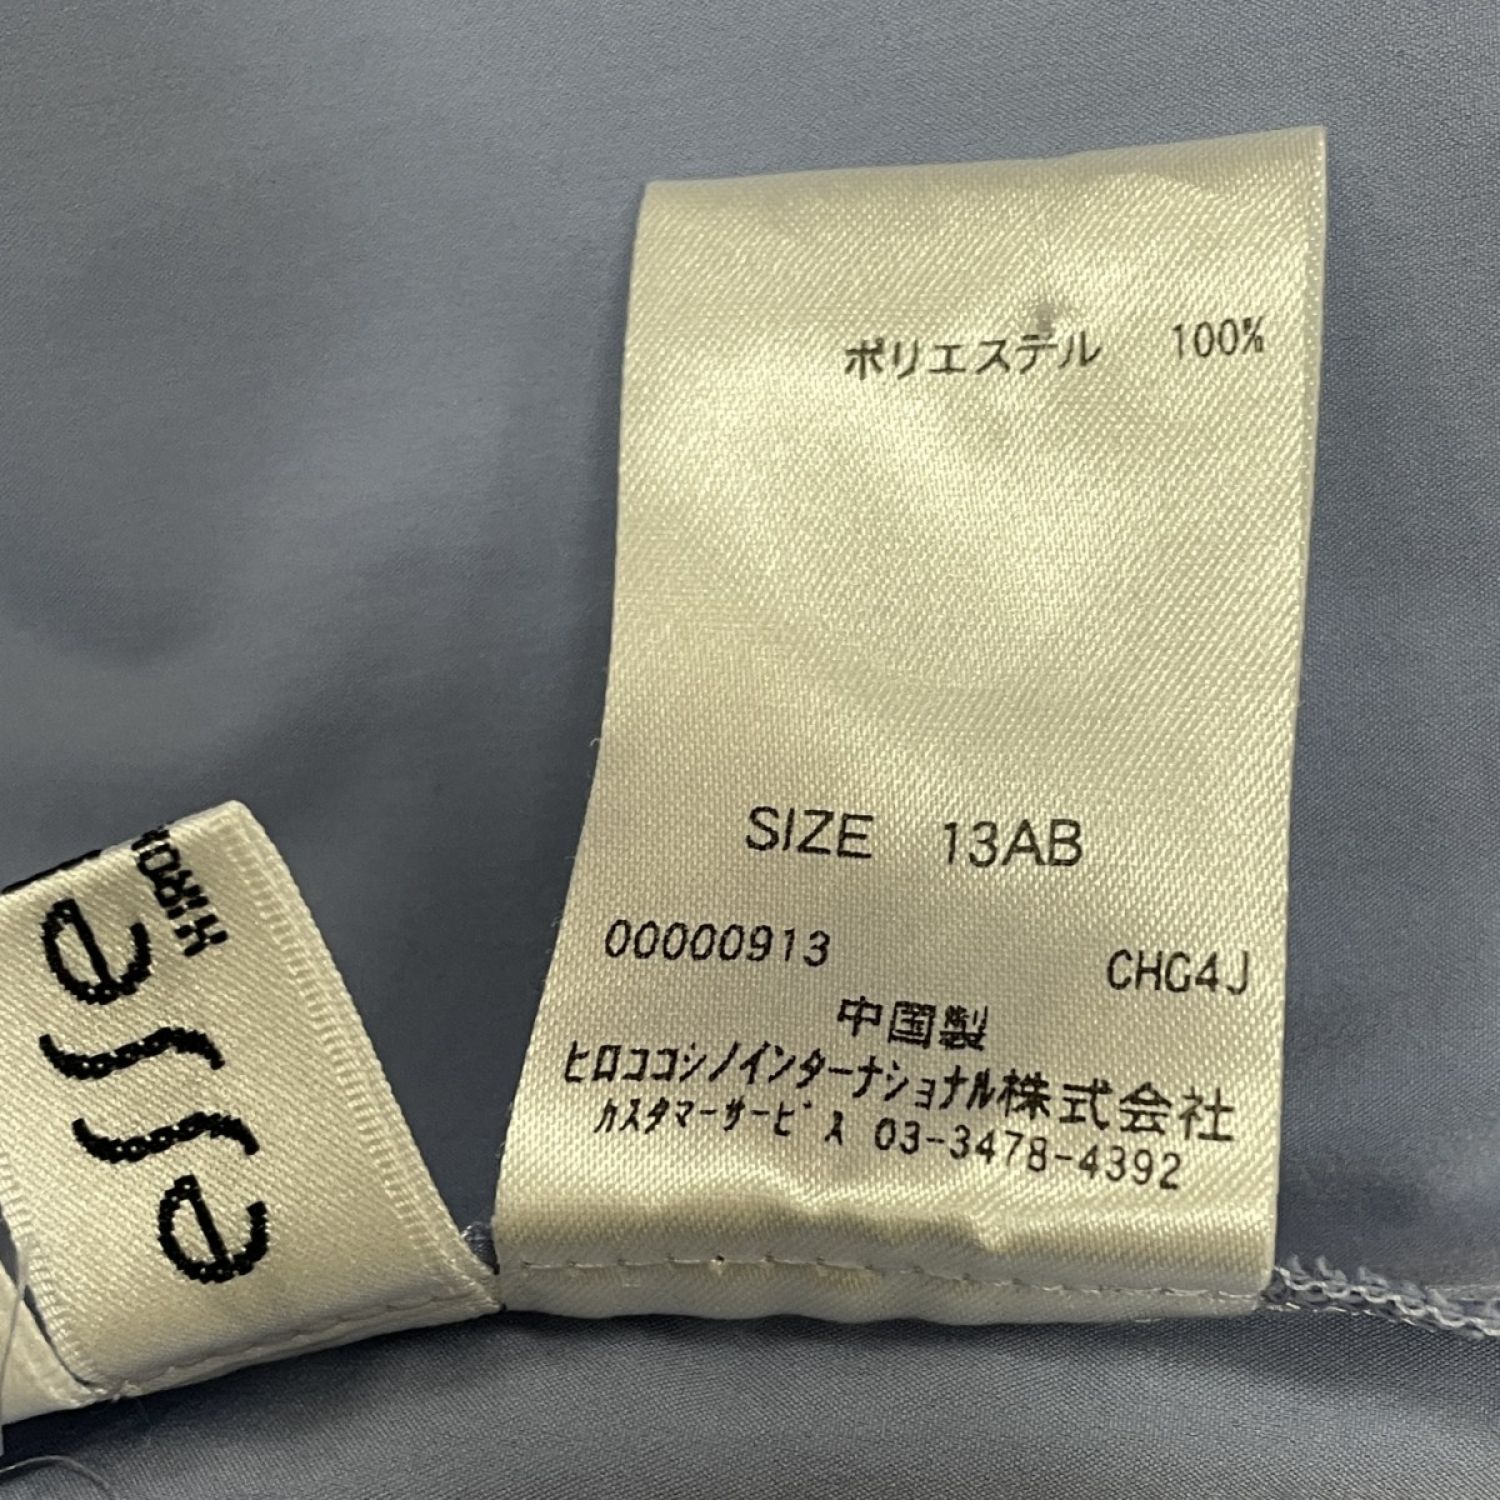 ポリエステル 100%
SIZE 13AB
00000913 CHG4J
中国製
ヒロココシノインターナショナル株式会社
カスタマーサービス 03-3478-4392
esse